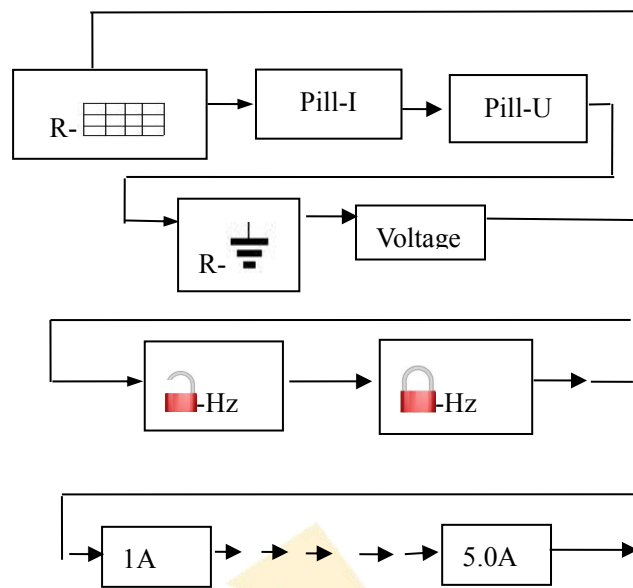 R-
Pill-I
Pill-U
R-
Voltage
-Hz
-Hz
1A
5.0A